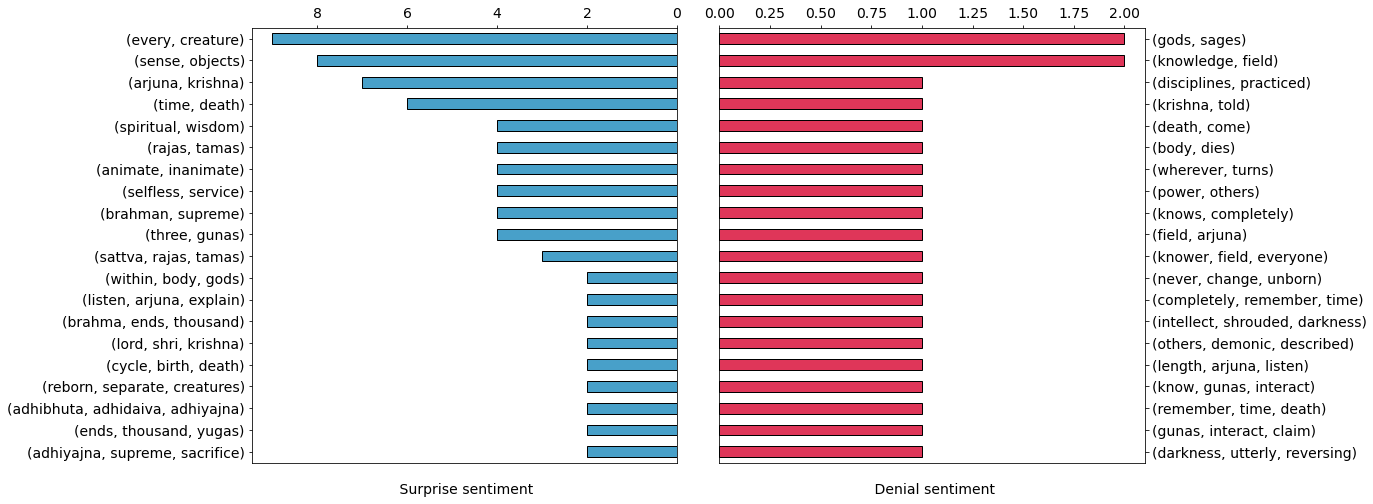 8 6 4 2 0 0.00 0.25 0.50 0.75 1.00 1.25 1.50 1.75 2.00
(every, creature) (gods, sages)
(sense, objects) (knowledge, field)
(arjuna, krishna) (disciplines, practiced)
(time, death) (krishna, told)
(spiritual, wisdom) (death, come)
(rajas, tamas) (body, dies)
(animate, inanimate) (wherever, turns)
(selfless, service) (power, others)
(brahman, supreme) (knows, completely)
(three, gunas) (field, arjuna)
(sattva, rajas, tamas) (knower, field, everyone)
(within, body, gods) (never, change, unborn)
(listen, arjuna, explain) (completely, remember, time)
(brahma, ends, thousand) (intellect, shrouded, darkness)
(lord, shri, krishna) (others, demonic, described)
(cycle, birth, death) (length, arjuna, listen)
(reborn, separate, creatures) (know, gunas, interact)
(adhibhuta, adhidaiva, adhiyajna) (remember, time, death)
(ends, thousand, yugas) (gunas, interact, claim)
(adhiyajna, supreme, sacrifice) (darkness, utterly, reversing)
Surprise sentiment Denial sentiment